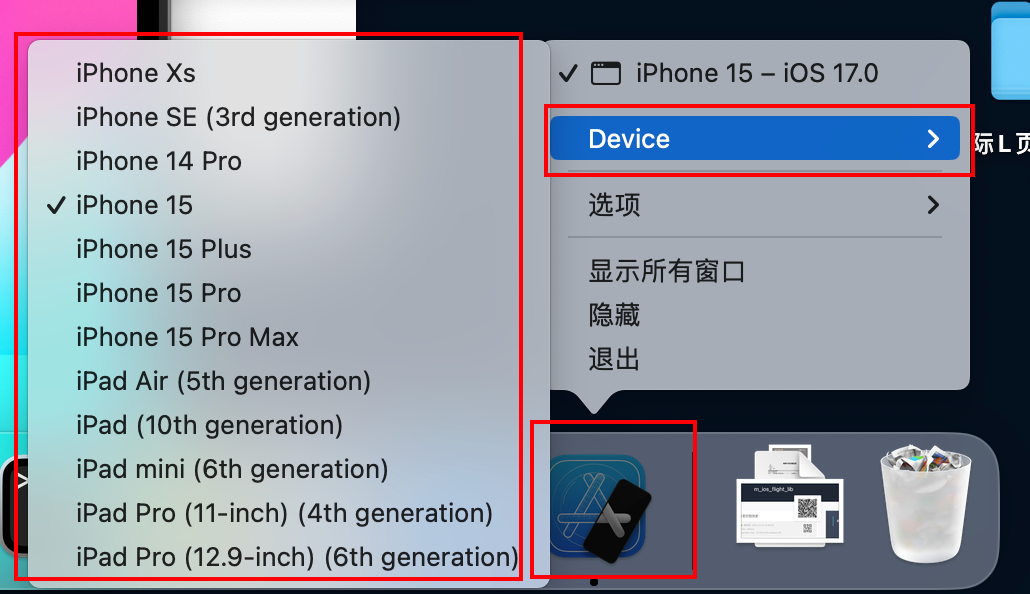 iPhone Xs
iPhone SE (3rd generation)
iPhone 14 Pro
iPhone 15
iPhone 15 Plus
iPhone 15 Pro
iPhone 15 Pro Max
iPad Air (5th generation)
iPad (10th generation)
iPad mini (6th generation)
iPad Pro (11-inch) (4th generation)
iPad Pro (12.9-inch) (6th generation)
iPhone 15 – iOS 17.0
Device
选项
显示所有窗口
隐藏
退出
际L页
m_ios_flight_lib